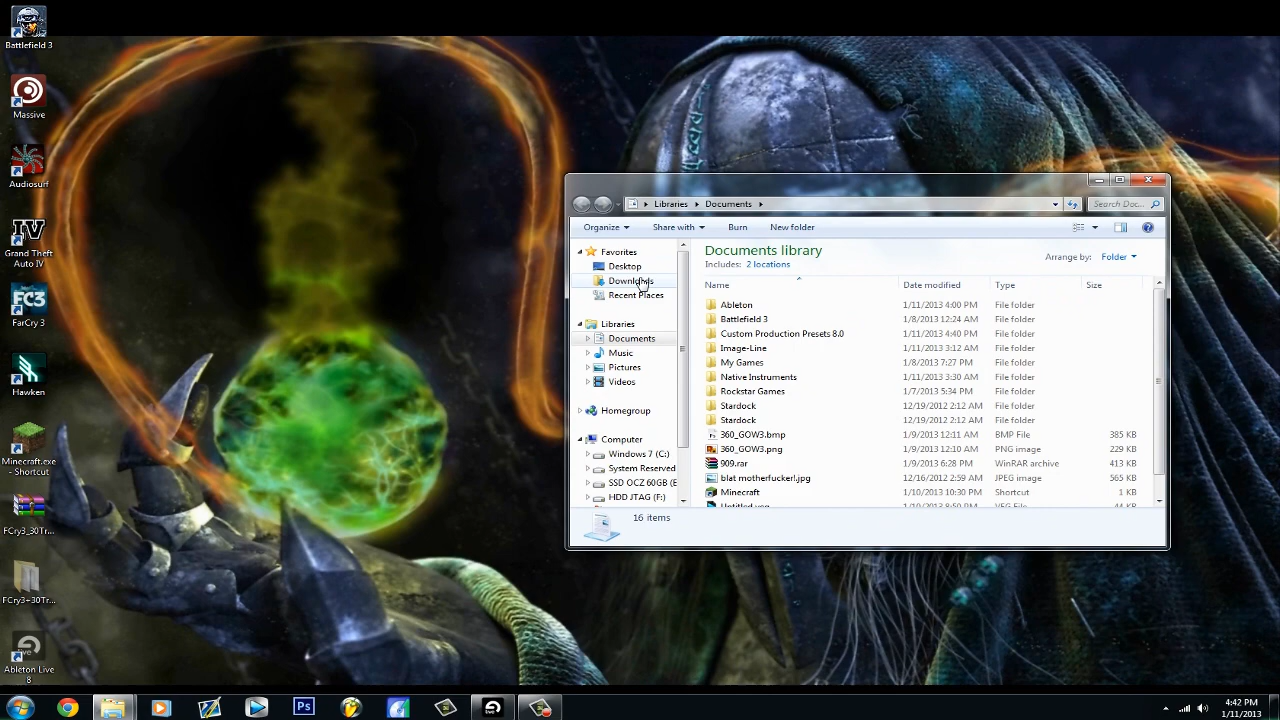 Battlefield 3
Massive
Audiosurf
Grand Theft
Auto IV
FC3
FarCry 3
Hawken
Minecraft.exe
- Shortcut
FCry3_30Tr...
FCry3+30Tr...
live
Ableton Live
8
Libraries Documents
Search Doc...
Organize Share with Burn New folder
Favorites
Desktop
Downloads
Recent Places
Libraries
Documents
Music
Pictures
Videos
Homegroup
Computer
Windows 7 (C:)
System Reserved
SSD OCZ 60GB (E
HDD JTAG (F:)
Documents library
Includes: 2 locations
Arrange by: Folder
Name Date modified Type Size
Ableton 1/11/2013 4:00 PM File folder
Battlefield 3 1/8/2013 12:24 AM File folder
Custom Production Presets 8.0 1/11/2013 4:40 PM File folder
Image-Line 1/11/2013 3:12 AM File folder
My Games 1/8/2013 7:27 PM File folder
Native Instruments 1/11/2013 3:30 AM File folder
Rockstar Games 1/7/2013 5:34 PM File folder
Stardock 12/19/2012 2:12 AM File folder
Stardock 12/19/2012 2:12 AM File folder
360_GOW3.bmp 1/9/2013 12:11 AM BMP File 385 KB
360_GOW3.png 1/9/2013 12:10 AM PNG image 229 KB
909.rar 1/9/2013 6:28 PM WinRAR archive 413 KB
blat motherfucker!.jpg 12/16/2012 2:59 AM JPEG image 565 KB
Minecraft 1/10/2013 10:30 PM Shortcut 1 KB
16 items
Ps
live
4:42 PM
1/11/2013